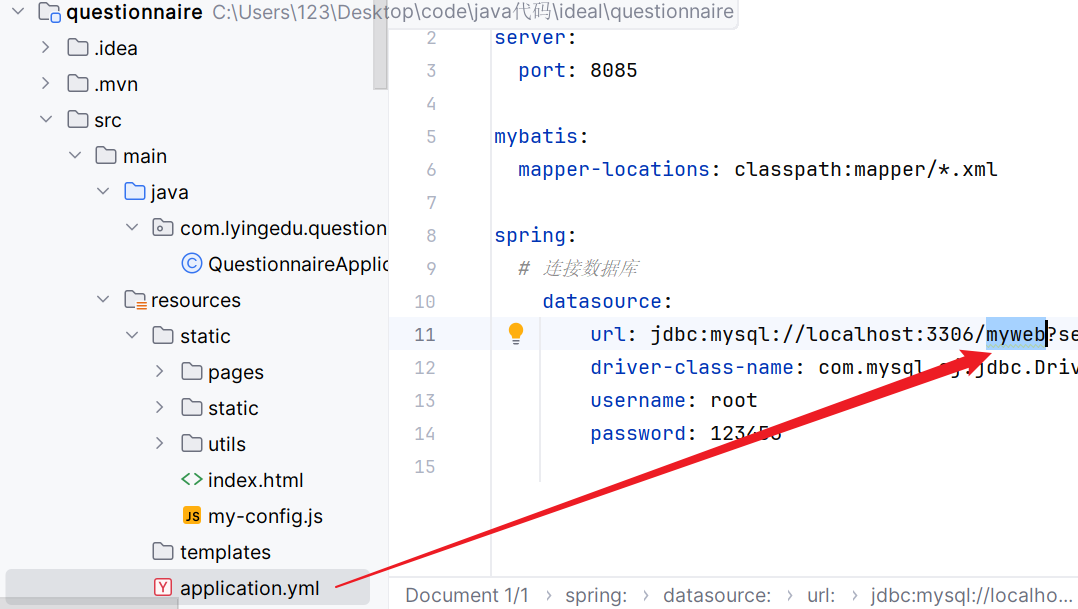 questionnaire C:\Users\123\Desktop\code\java代码\ideal\questionnaire
.idea
.mvn
src
main
java
com.lyingedu.question
QuestionnaireApplic
resources
static
pages
static
utils
index.html
JS my-config.js
templates
Y application.yml
2 server:
3 port: 8085
4
5 mybatis:
6 mapper-locations: classpath:mapper/*.xml
7
8 spring:
9 # 连接数据库
10 datasource:
11 url: jdbc:mysql://localhost:3306/myweb?se
12 driver-class-name: com.mysql.cj.jdbc.Driv
13 username: root
14 password: 123456
15
Document 1/1 › spring: › datasource: › url: › jdbc:mysql://localho...